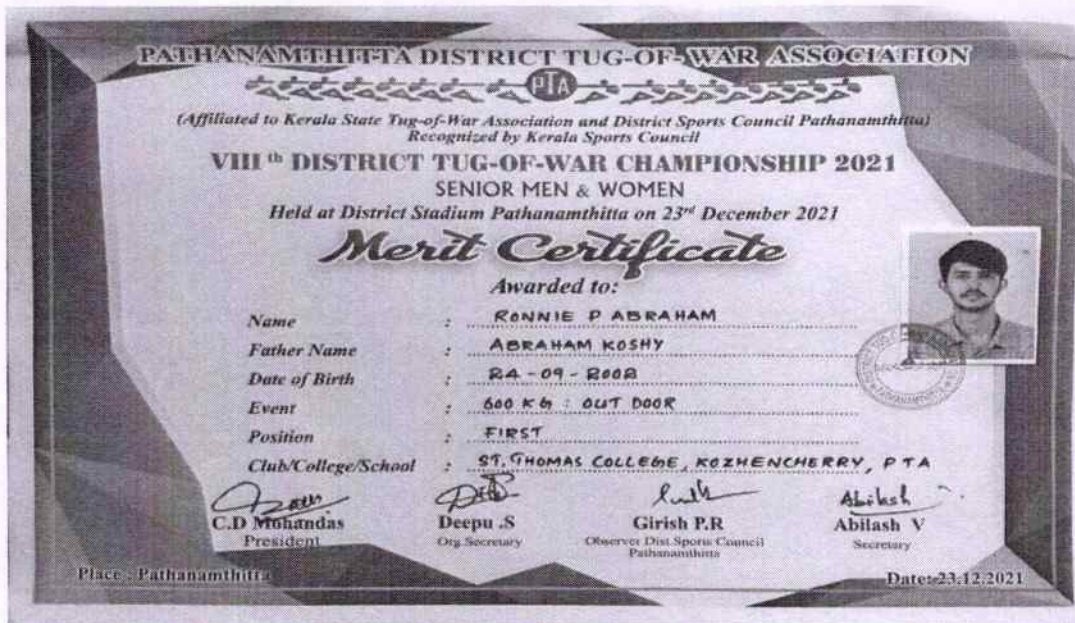 PATHANAMTHITTA DISTRICT TUG-OF-WAR ASSOCIATION
PTA
(Affiliated to Kerala State Tug-of-War Association and District Sports Council Pathanamthitta)
Recognized by Kerala Sports Council
VIII th DISTRICT TUG-OF-WAR CHAMPIONSHIP 2021
SENIOR MEN & WOMEN
Held at District Stadium Pathanamthitta on 23rd December 2021
Merit Certificate
Awarded to:
Name : RONNIE P ABRAHAM
Father Name : ABRAHAM KOSHY
Date of Birth : 24-09-2002
Event : 600 KG : OUT DOOR
Position : FIRST
Club/College/School : ST. THOMAS COLLEGE, KOZHENCHERRY, PTA
Abilash
C.D Mohandas Deepu .S Girish P.R Abilash V
President Org.Secretary Observer Dist.Sports Council Secretary
Pathanamthitta
Place : Pathanamthitta Date: 23.12.2021